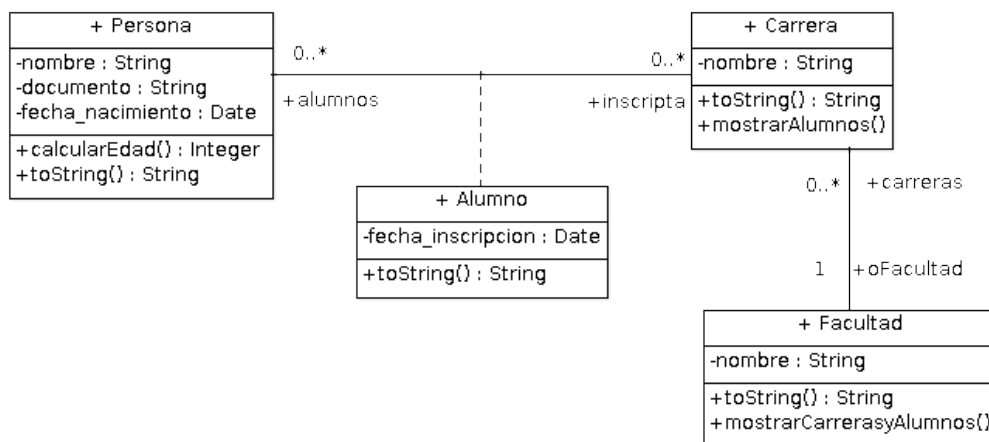 + Persona
-nombre : String
-documento : String
-fecha_nacimiento : Date
+calcularEdad() : Integer
+toString() : String
0..*
+alumnos
0..*
+inscripta
+ Carrera
-nombre : String
+toString() : String
+mostrarAlumnos()
+ Alumno
-fecha_inscripcion : Date
+toString() : String
0..*
+carreras
1
+oFacultad
+ Facultad
-nombre : String
+toString() : String
+mostrarCarrerasyAlumnos()